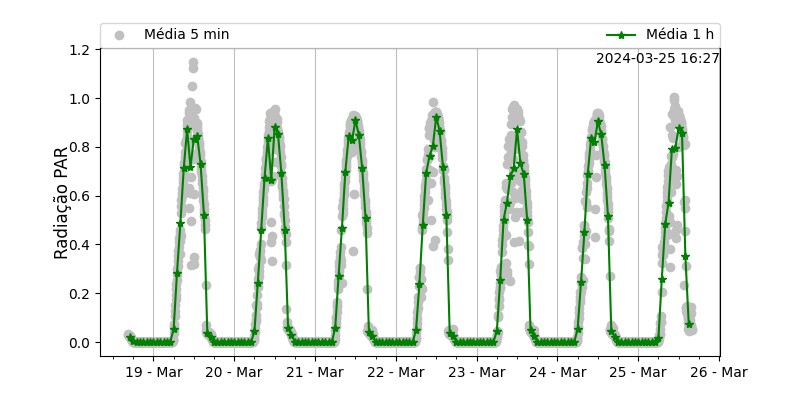 Média 5 min
Média 1 h
2024-03-25 16:27
Radiação PAR
1.2
1.0
0.8
0.6
0.4
0.2
0.0
19 - Mar
20 - Mar
21 - Mar
22 - Mar
23 - Mar
24 - Mar
25 - Mar
26 - Mar